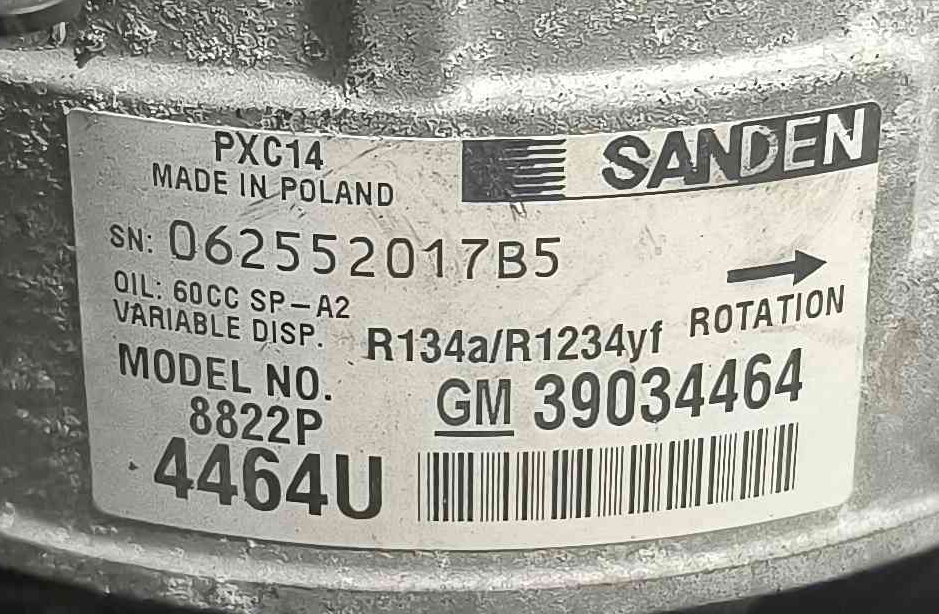 PXC14
MADE IN POLAND
SANDEN
SN: 062552017B5
OIL: 60CC SP-A2
VARIABLE DISP.
R134a/R1234yf
ROTATION
MODEL NO.
8822P
GM 39034464
4464U